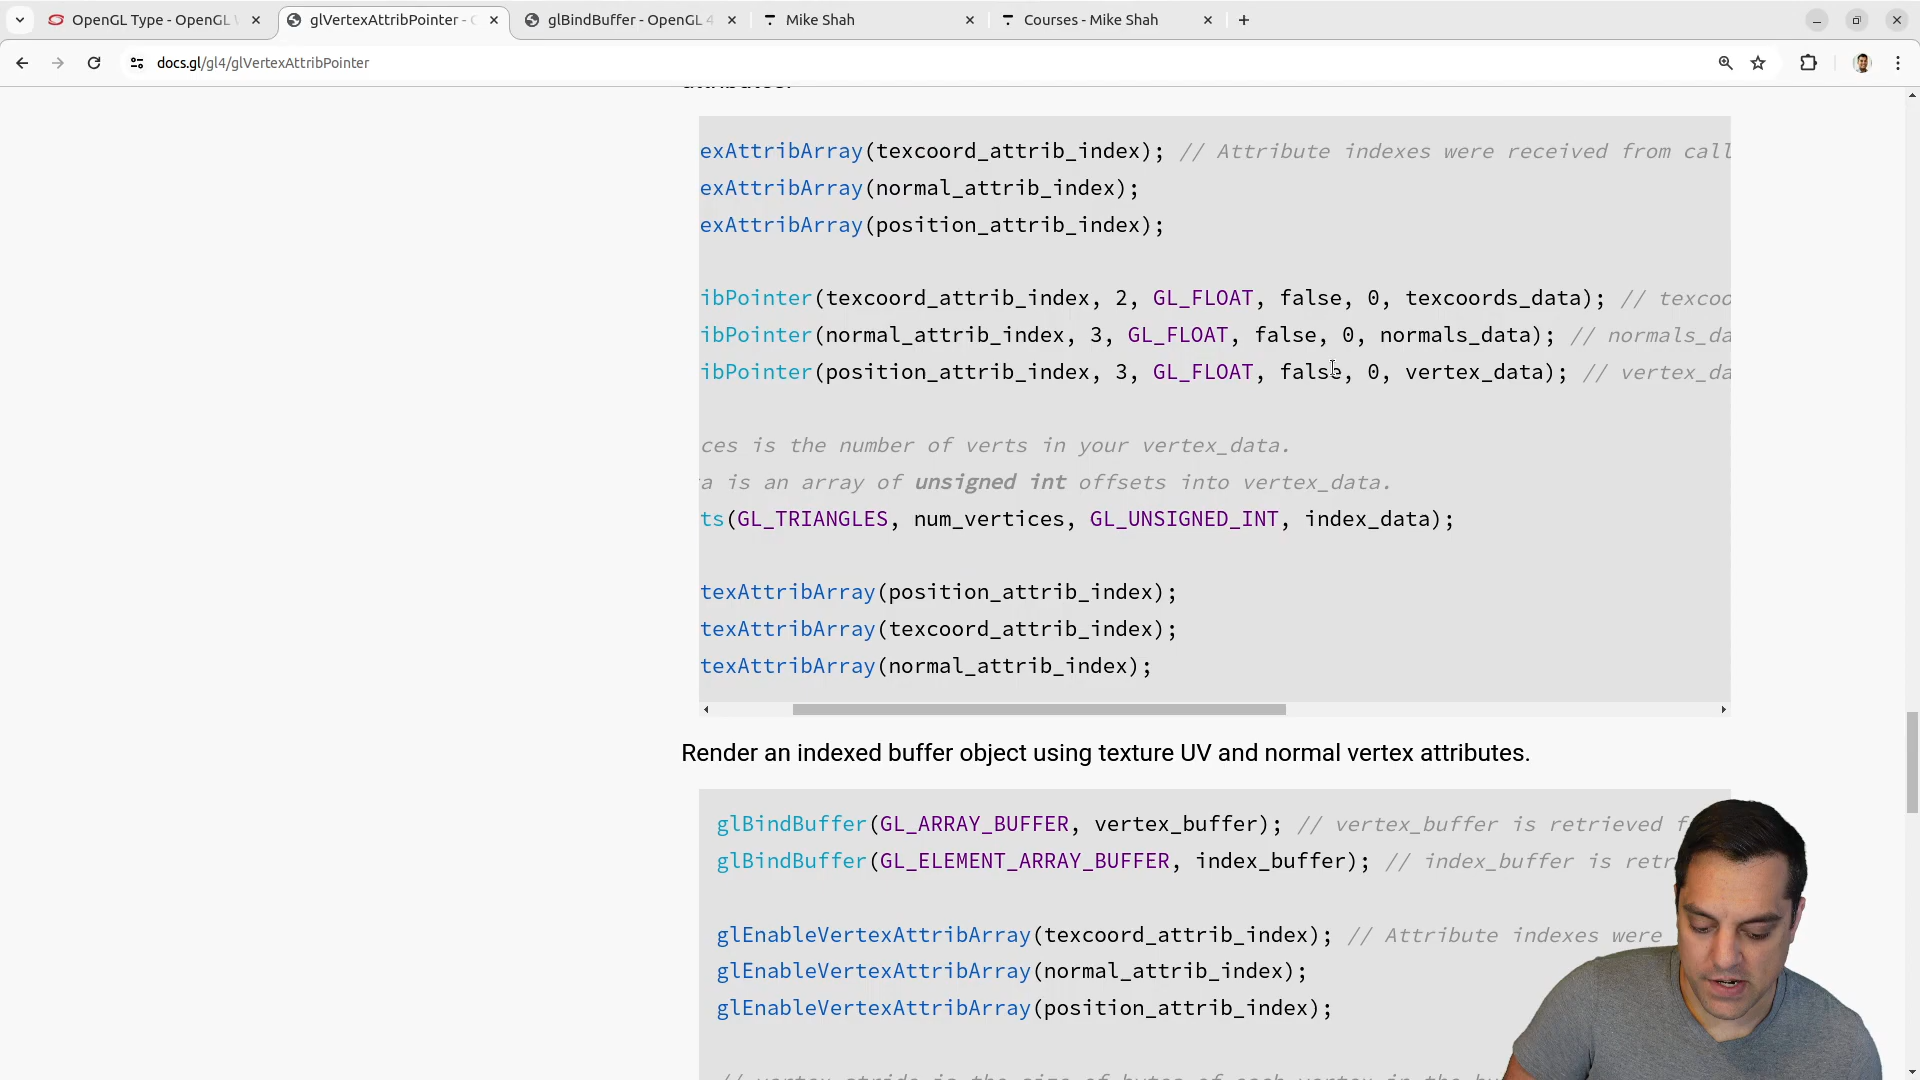 OpenGL Type - OpenGL
glVertexAttribPointer -
glBindBuffer - OpenGL 4
Mike Shah
Courses - Mike Shah
docs.gl/gl4/glVertexAttribPointer
exAttribArray(texcoord_attrib_index); // Attribute indexes were received from call
exAttribArray(normal_attrib_index);
exAttribArray(position_attrib_index);
ibPointer(texcoord_attrib_index, 2, GL_FLOAT, false, 0, texcoords_data); // texcoo
ibPointer(normal_attrib_index, 3, GL_FLOAT, false, 0, normals_data); // normals_da
ibPointer(position_attrib_index, 3, GL_FLOAT, false, 0, vertex_data); // vertex_da
ces is the number of verts in your vertex_data.
a is an array of unsigned int offsets into vertex_data.
ts(GL_TRIANGLES, num_vertices, GL_UNSIGNED_INT, index_data);
texAttribArray(position_attrib_index);
texAttribArray(texcoord_attrib_index);
texAttribArray(normal_attrib_index);
Render an indexed buffer object using texture UV and normal vertex attributes.
glBindBuffer(GL_ARRAY_BUFFER, vertex_buffer); // vertex_buffer is retrieved f
glBindBuffer(GL_ELEMENT_ARRAY_BUFFER, index_buffer); // index_buffer is retr
glEnableVertexAttribArray(texcoord_attrib_index); // Attribute indexes were
glEnableVertexAttribArray(normal_attrib_index);
glEnableVertexAttribArray(position_attrib_index);